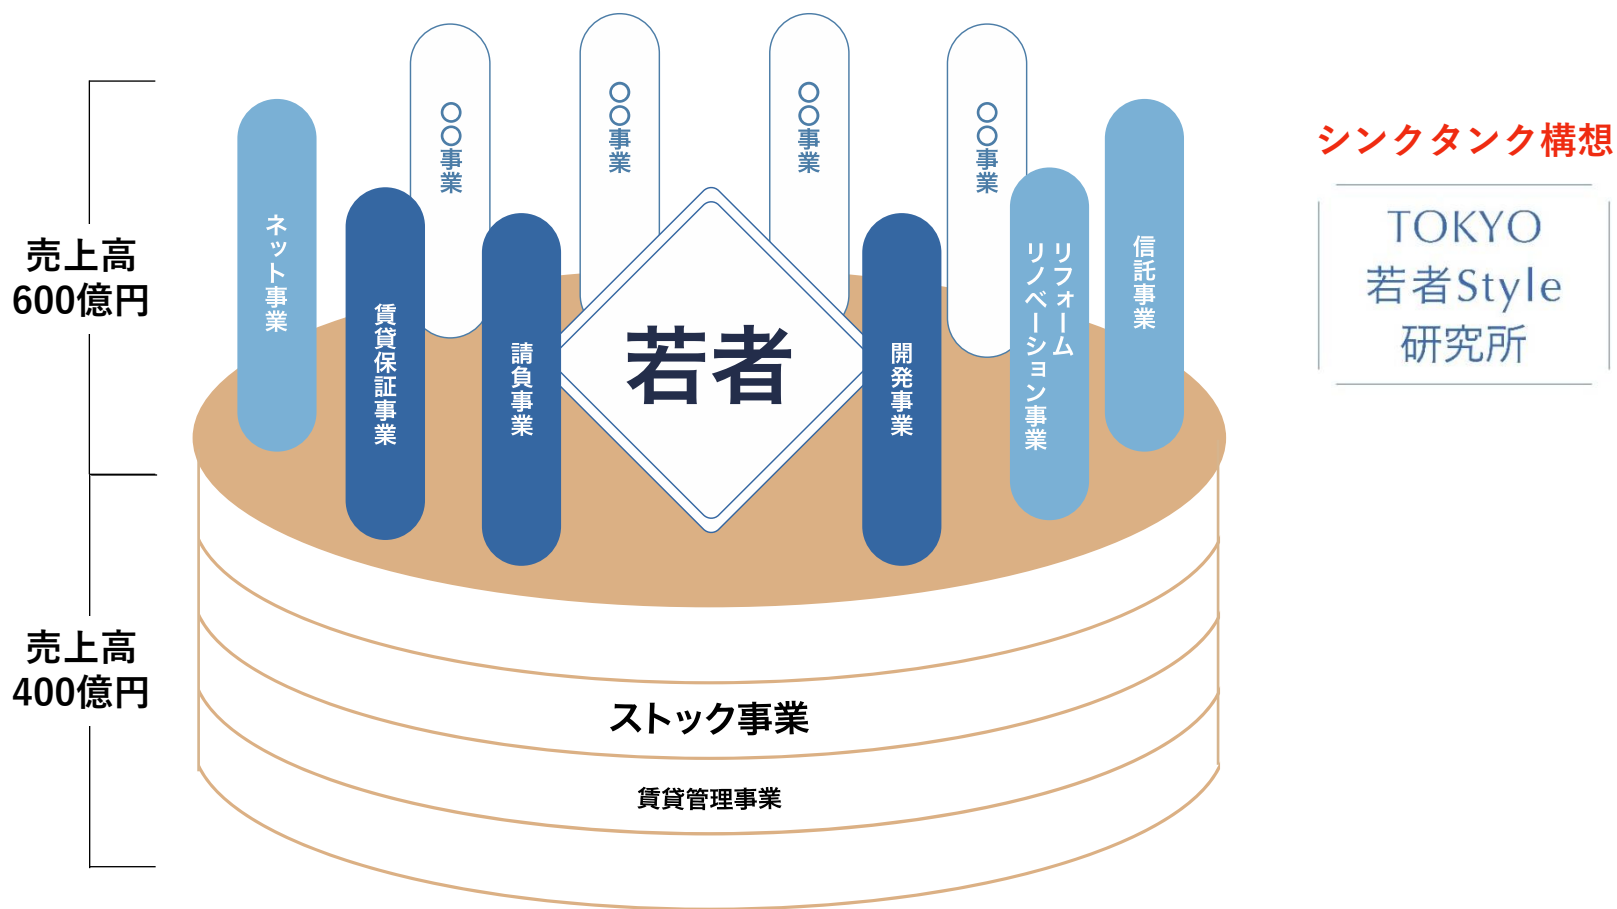 売上高
600億円
売上高
400億円
〇〇事業
〇〇事業
〇〇事業
〇〇事業
ネット事業
賃貸保証事業
請負事業
若者
開発事業
リフォーム
リノベーション事業
信託事業
ストック事業
賃貸管理事業
シンクタンク構想
TOKYO
若者Style
研究所